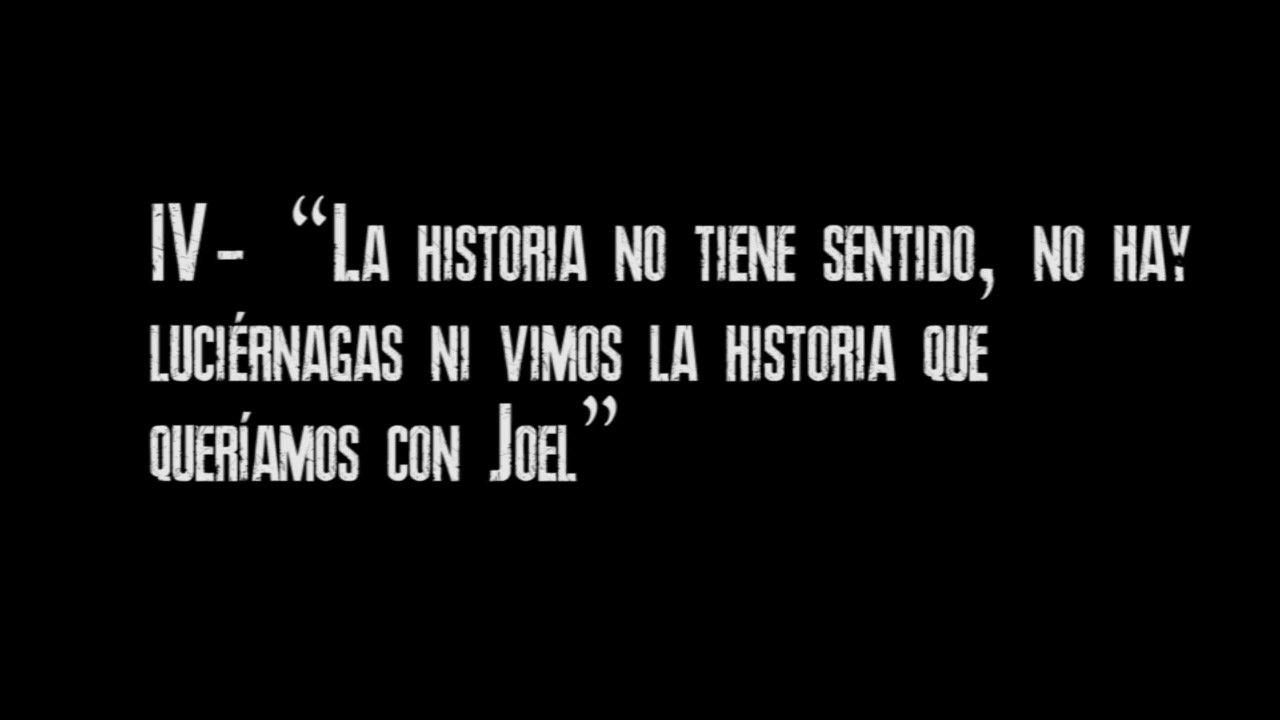 IV- “La historia no tiene sentido, no hay
luciérnagas ni vimos la historia que
queríamos con Joel”